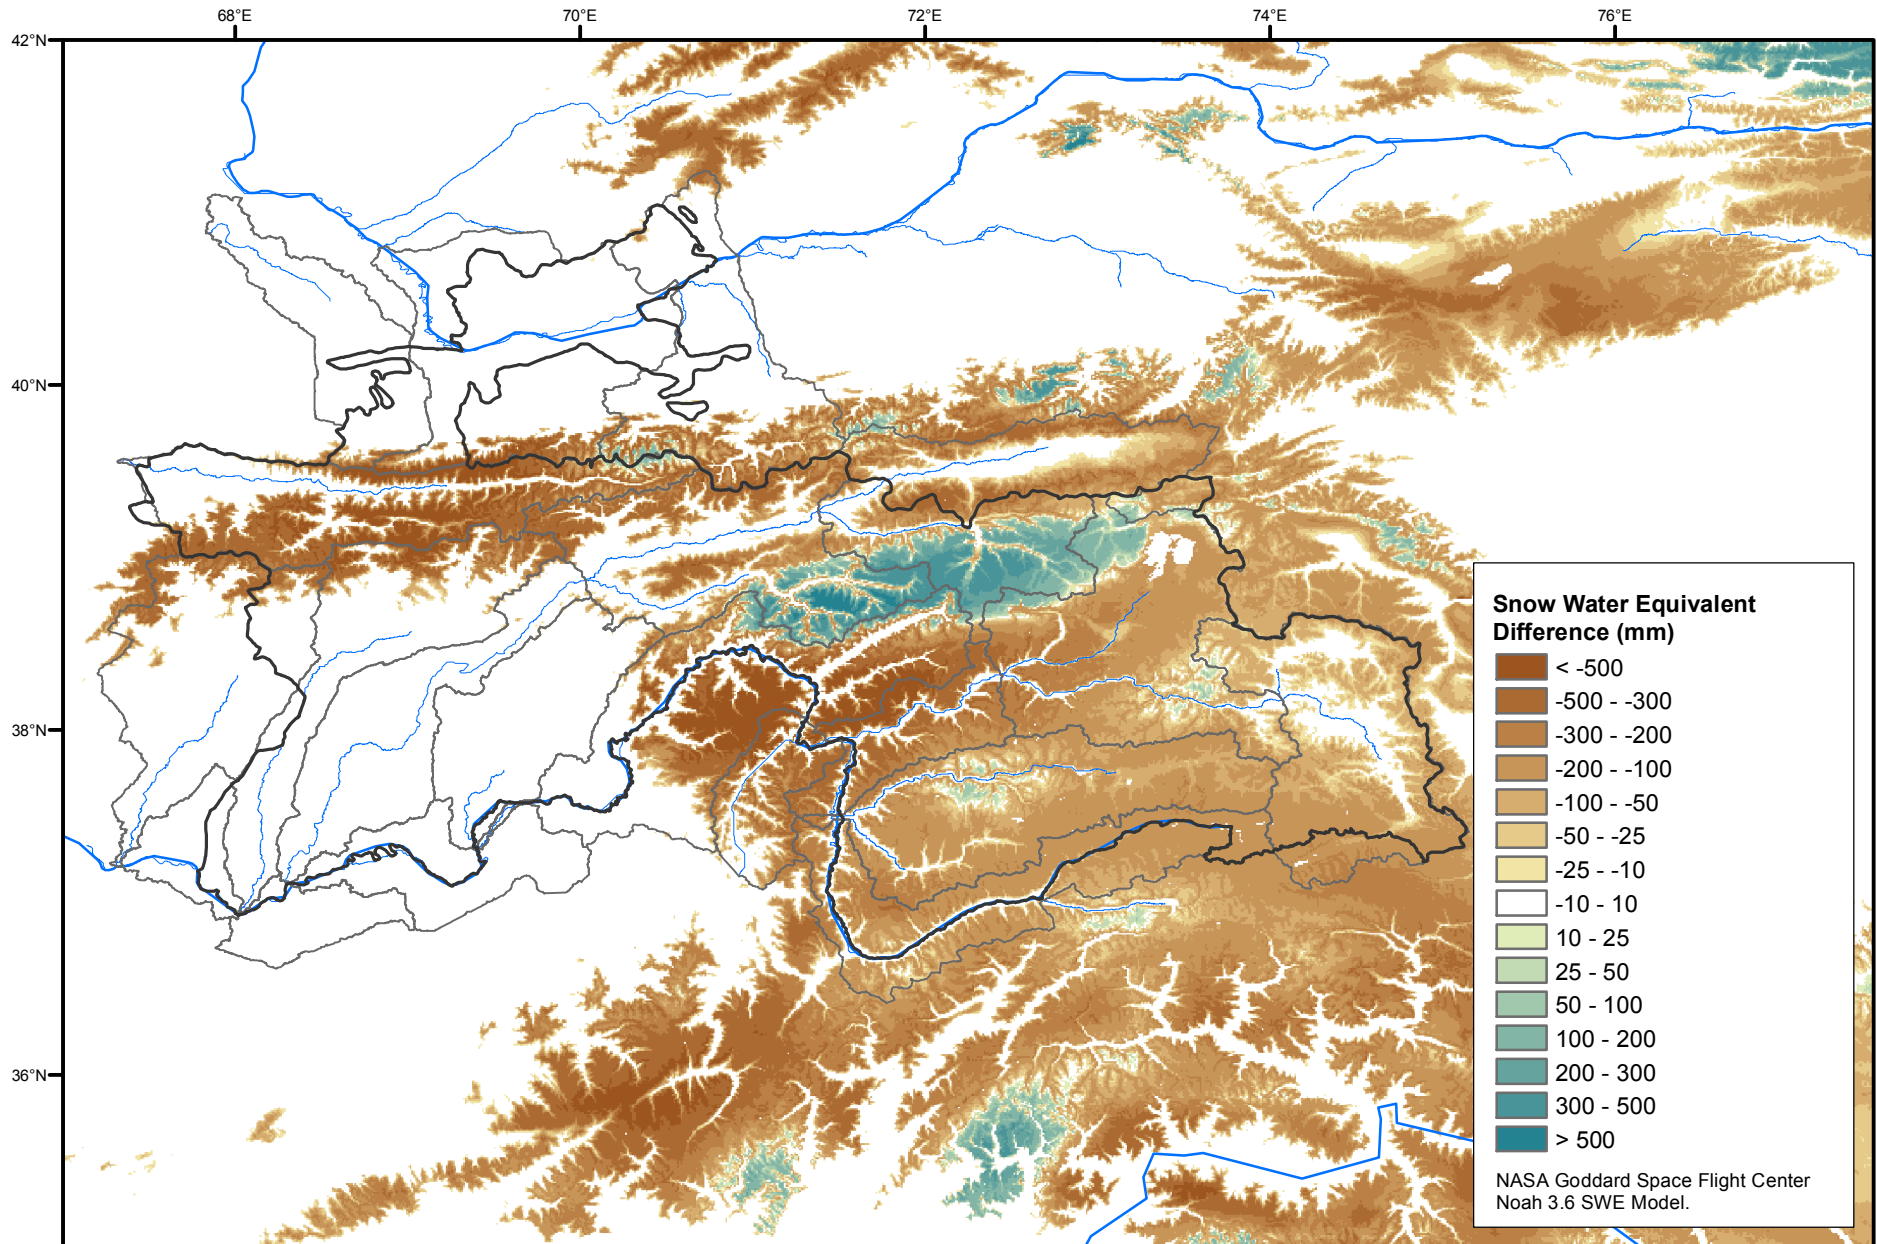 68°E
70°E
72°E
74°E
76°E
42°N
40°N
38°N
36°N
Snow Water Equivalent
Difference (mm)
< -500
-500 - -300
-300 - -200
-200 - -100
-100 - -50
-50 - -25
-25 - -10
-10 - 10
10 - 25
25 - 50
50 - 100
100 - 200
200 - 300
300 - 500
> 500
NASA Goddard Space Flight Center
Noah 3.6 SWE Model.